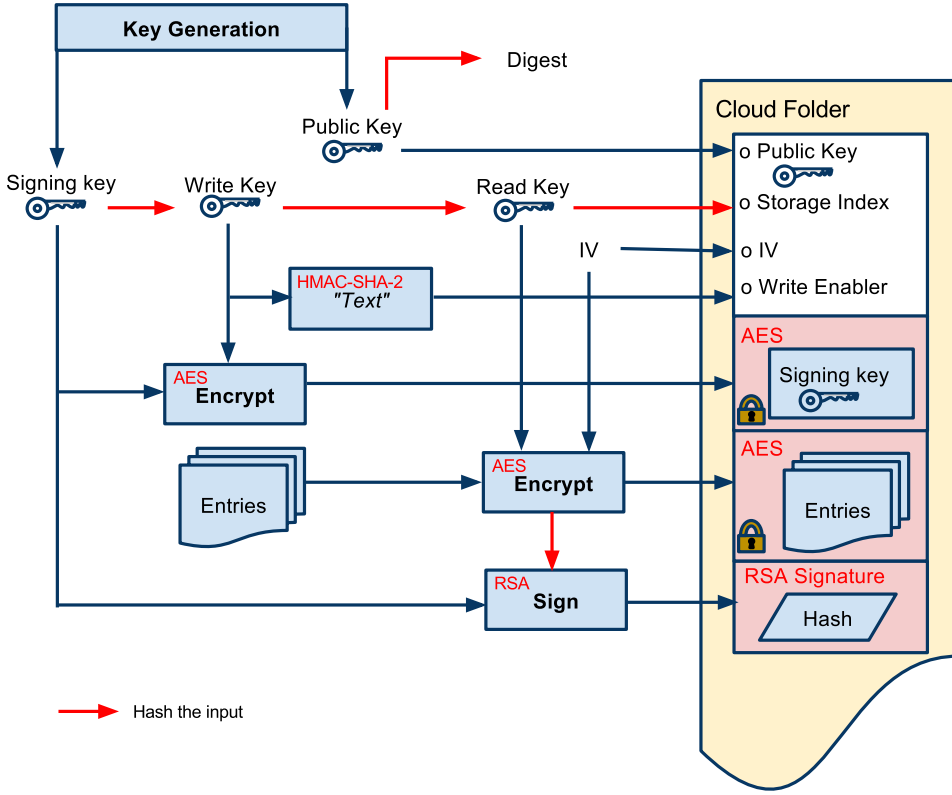 Key Generation
Digest
Public Key
Signing key
Write Key
Read Key
IV
HMAC-SHA-2
"Text"
AES
Encrypt
Entries
AES
Encrypt
RSA
Sign
Cloud Folder
o Public Key
o Storage Index
o IV
o Write Enabler
AES
Signing key
AES
Entries
RSA Signature
Hash
Hash the input